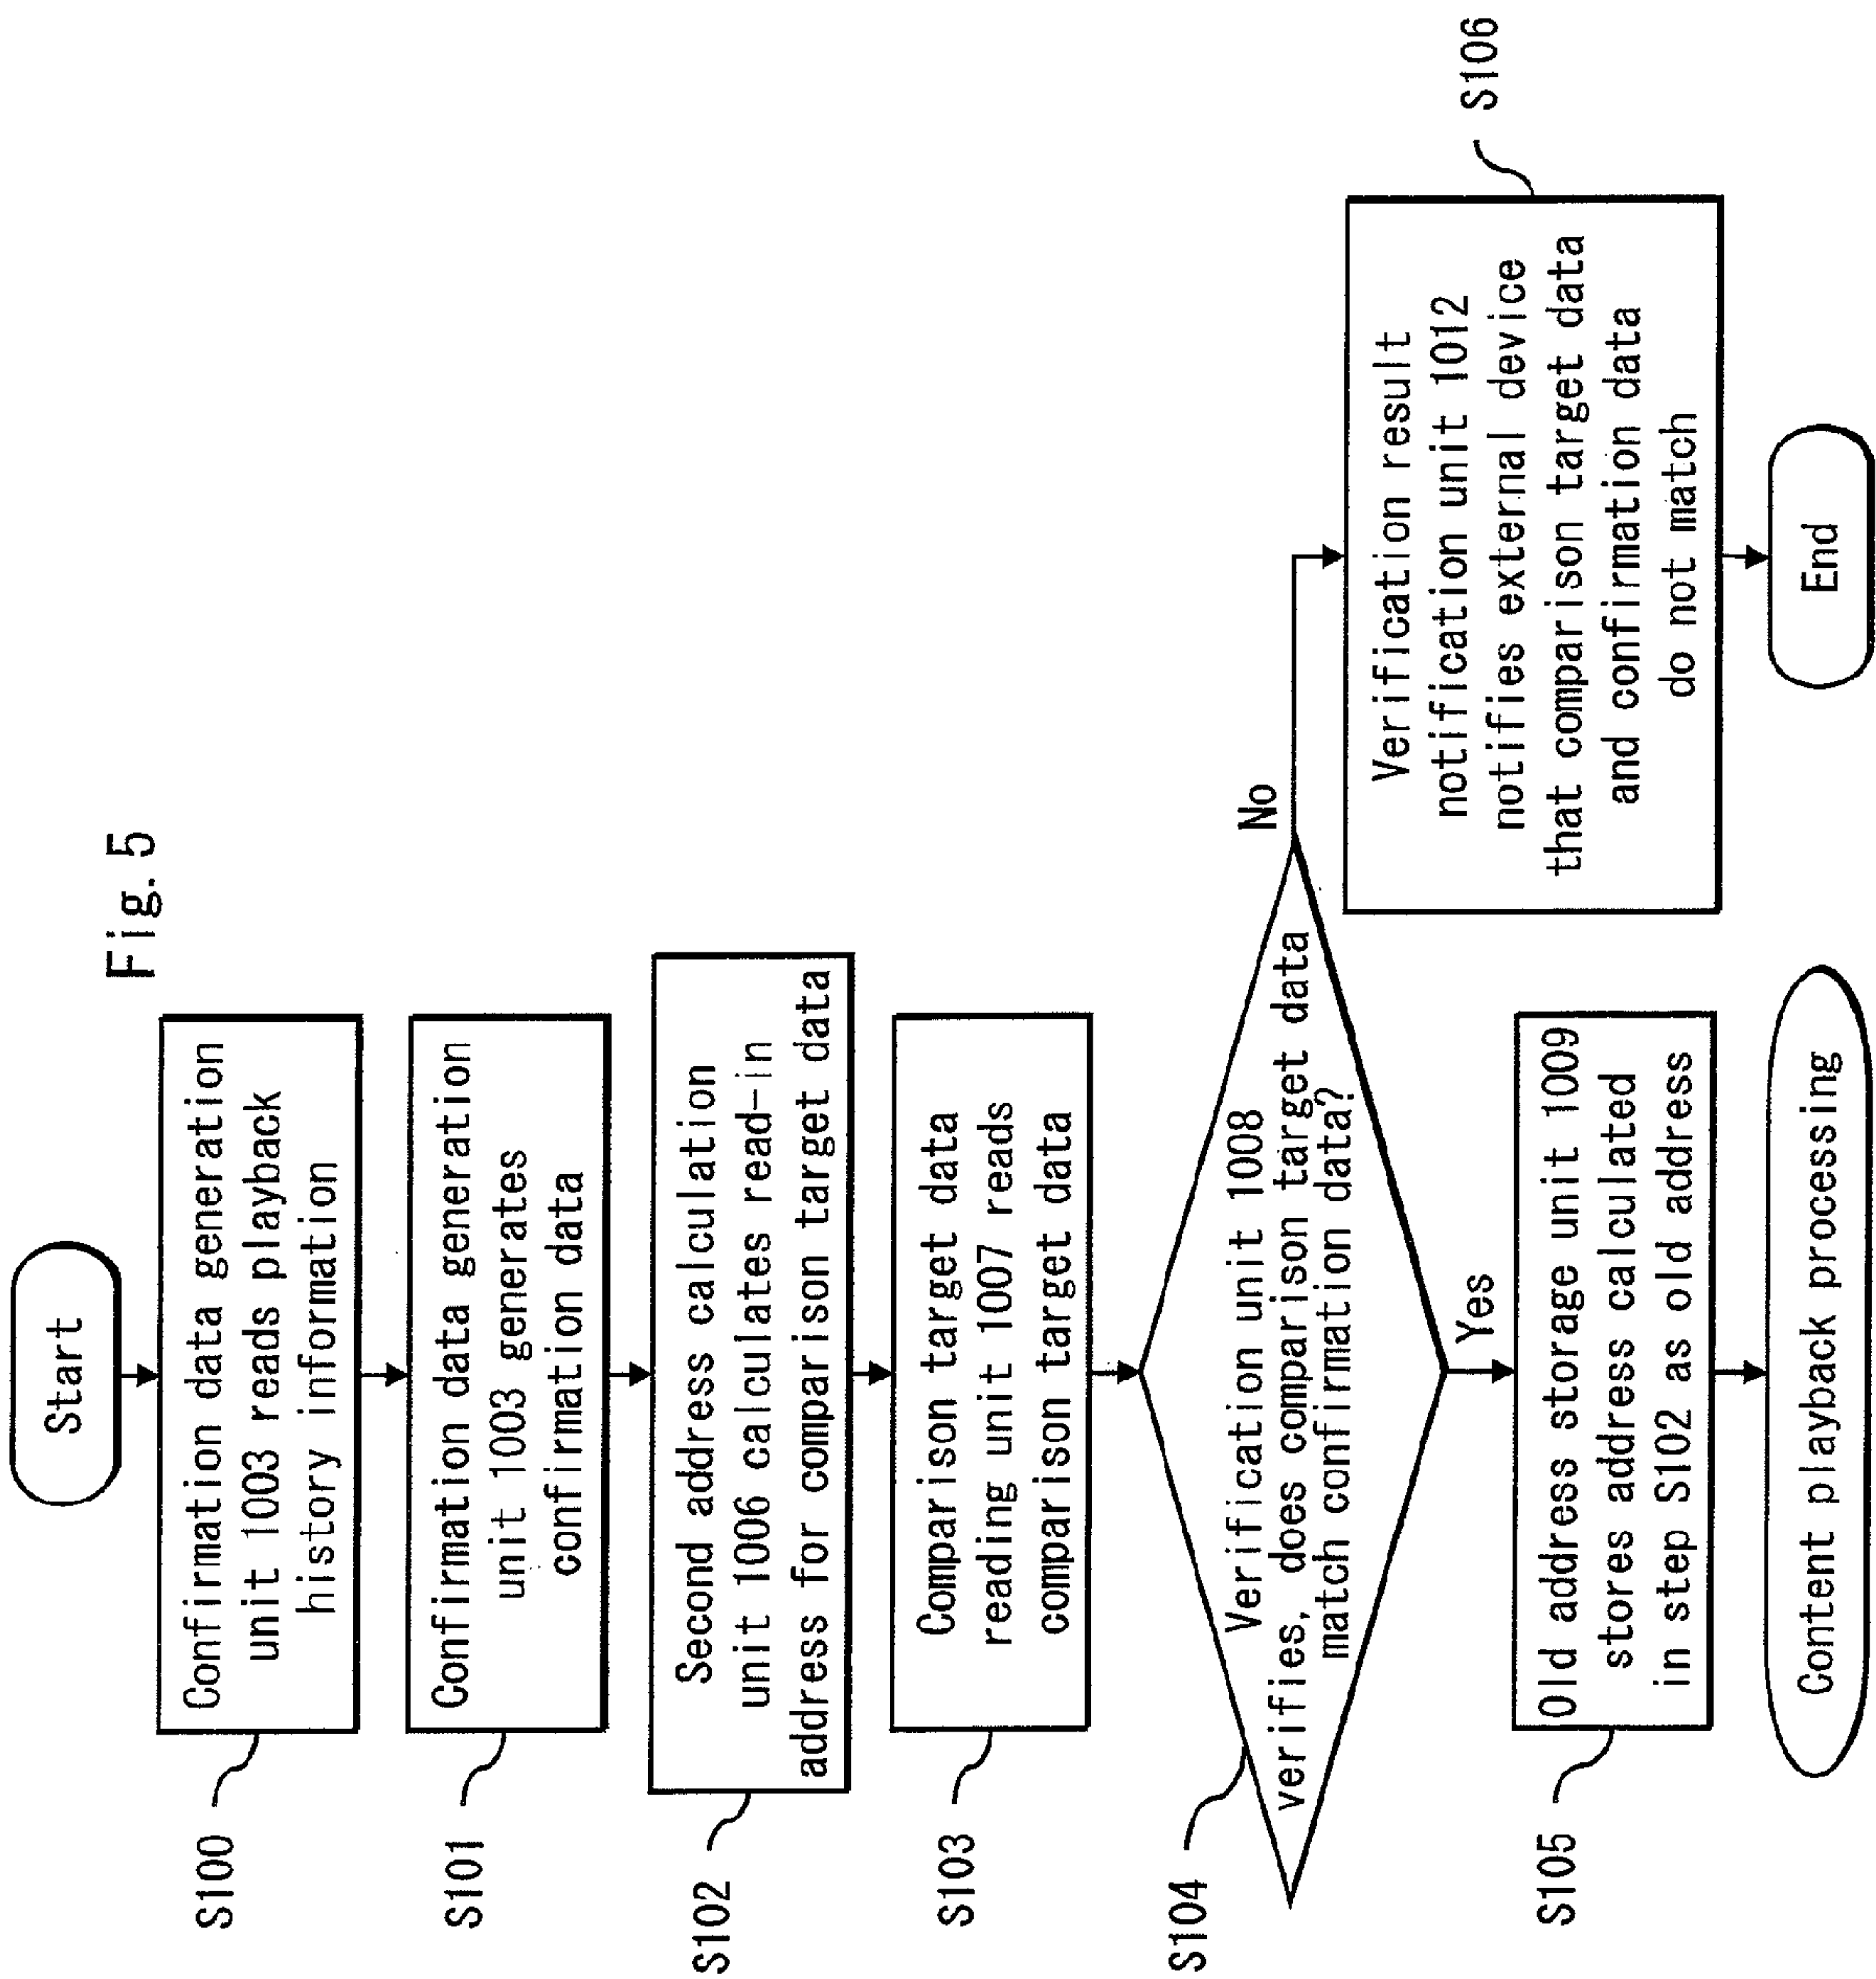 Fig. 5
Start
S100
Confirmation data generation
unit 1003 reads playback
history information
S101
Confirmation data generation
unit 1003 generates
confirmation data
S102
Second address calculation
unit 1006 calculates read-in
address for comparison target data
S103
Comparison target data
reading unit 1007 reads
comparison target data
S104
Verification unit 1008
verifies, does comparison target data
match confirmation data?
No
Yes
S105
Old address storage unit 1009
stores address calculated
in step S102 as old address
Content playback processing
S106
Verification result
notification unit 1012
notifies external device
that comparison target data
and confirmation data
do not match
End